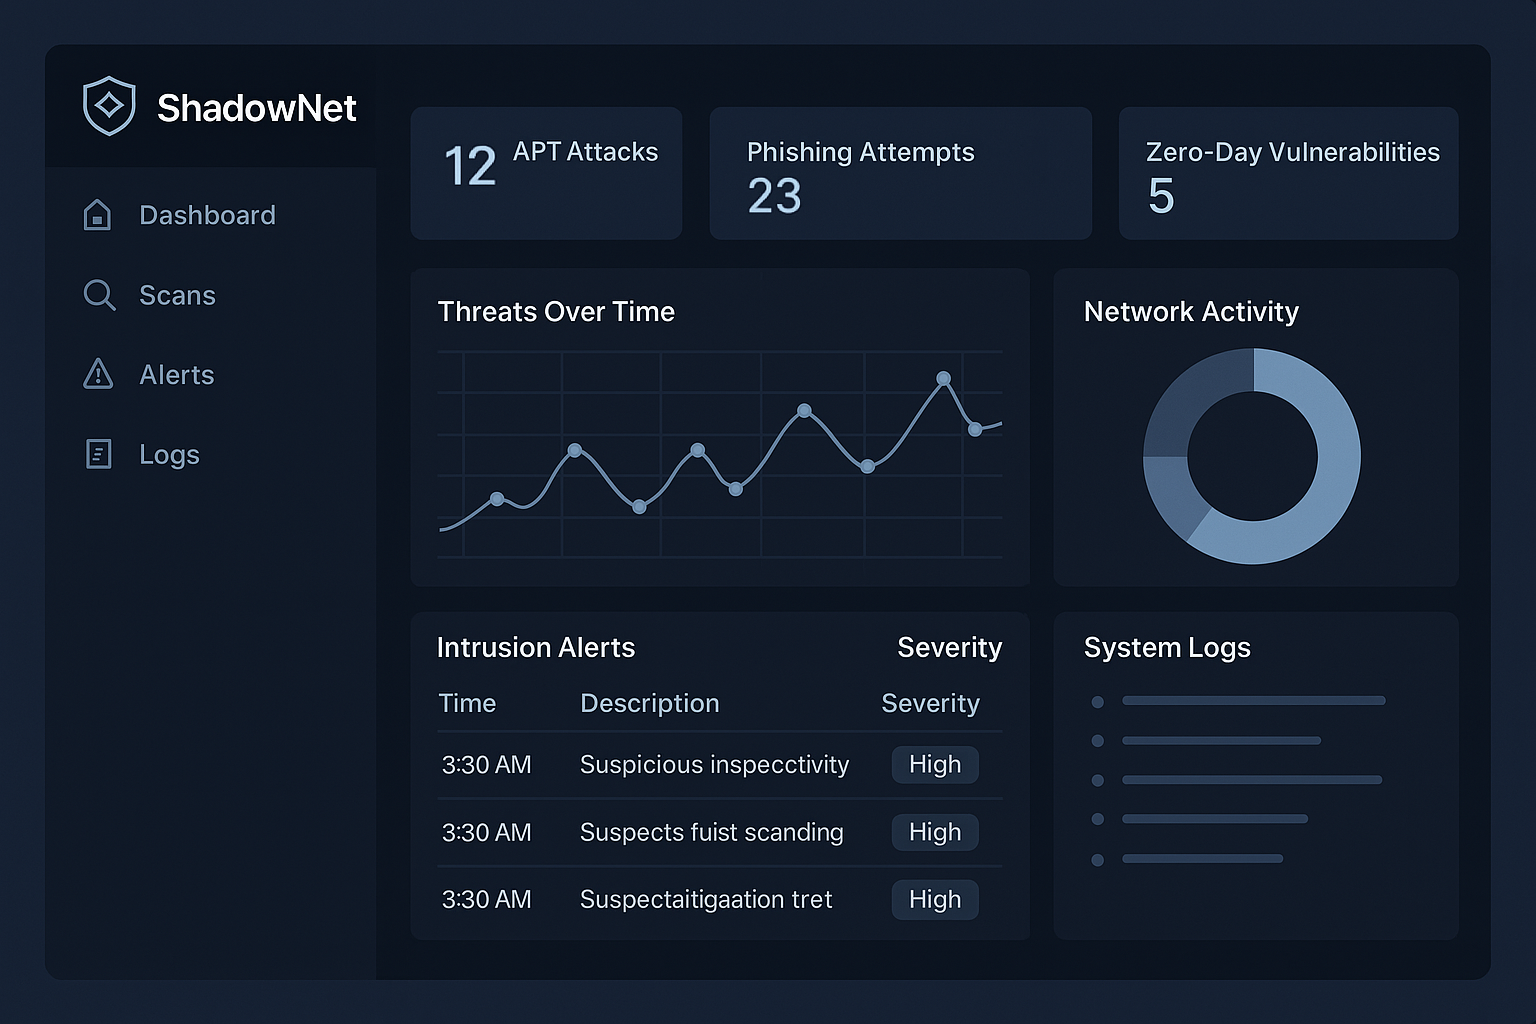 ShadowNet
Dashboard
Scans
Alerts
Logs
12 APT Attacks
Phishing Attempts
23
Zero-Day Vulnerabilities
5
Threats Over Time
Network Activity
Intrusion Alerts Severity
Time Description Severity
3:30 AM Suspicious inspecctivity High
3:30 AM Suspects fuist scanding High
3:30 AM Suspectaitigaation tret High
System Logs